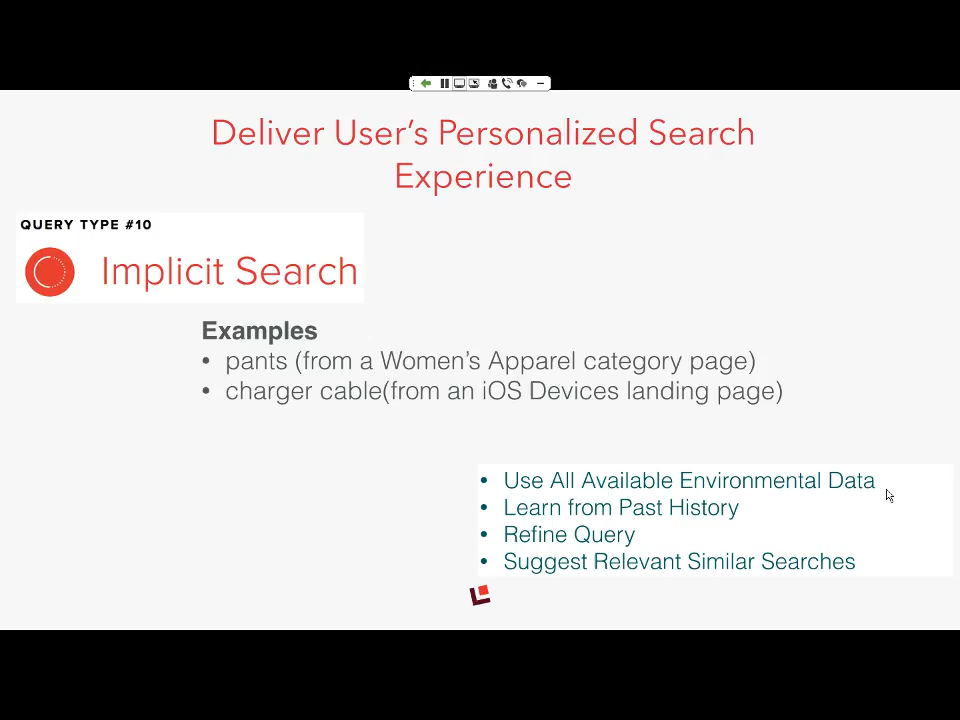 Deliver User's Personalized Search
Experience
QUERY TYPE #10
Implicit Search
Examples
• pants (from a Women's Apparel category page)
• charger cable(from an iOS Devices landing page)
• Use All Available Environmental Data
• Learn from Past History
• Refine Query
• Suggest Relevant Similar Searches